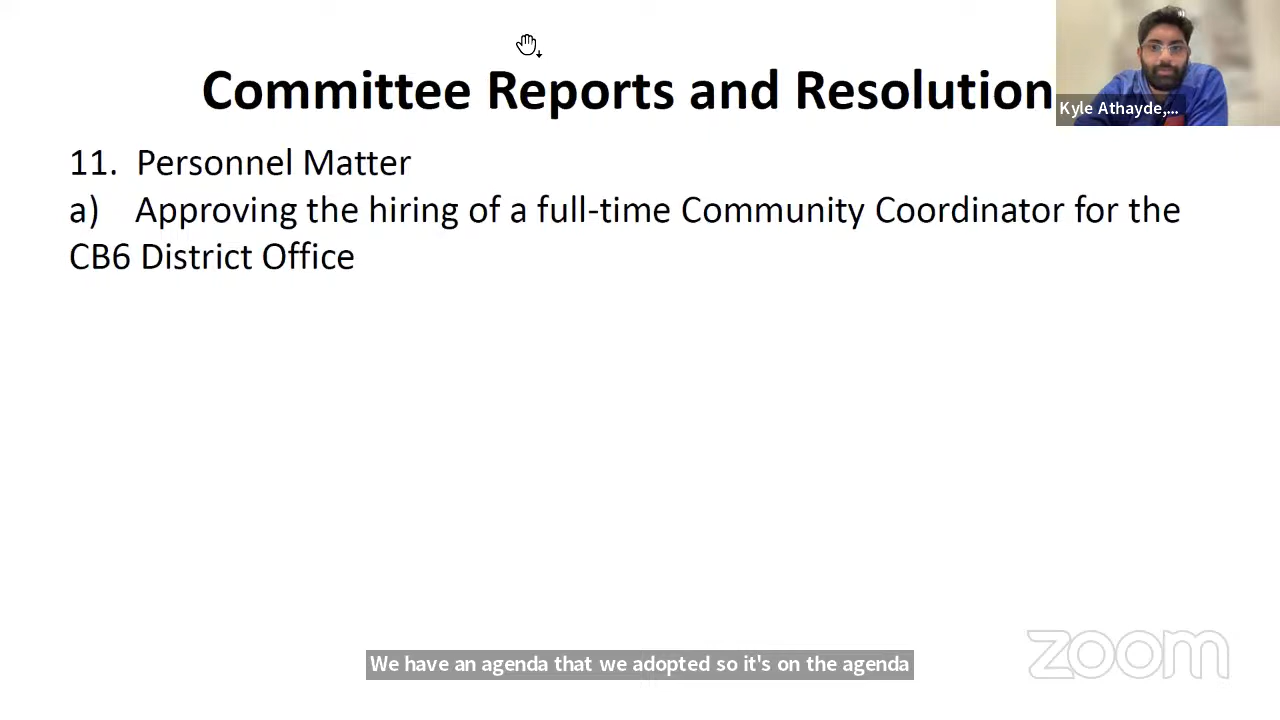 Committee Reports and Resolution
Kyle Athayde,...
11. Personnel Matter
a) Approving the hiring of a full-time Community Coordinator for the
CB6 District Office
We have an agenda that we adopted so it's on the agenda
zoom